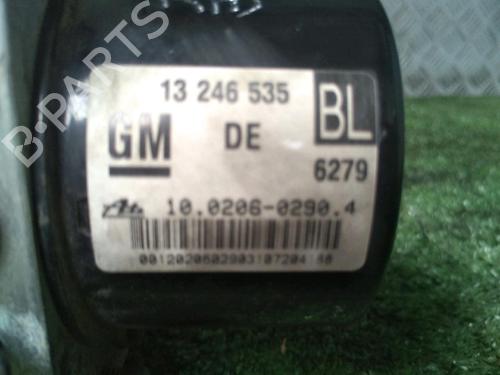 B-PARTS
13 246 535
BL
GM DE
6279
10.0206-0290.4